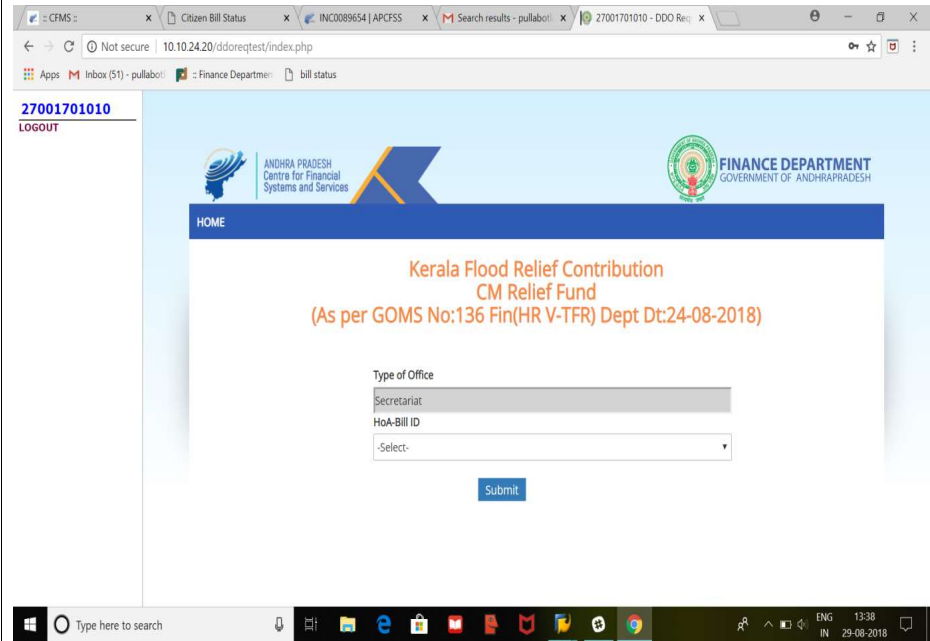 :: CFMS ::
Citizen Bill Status
INC0089654 | APCFSS
Search results - pullaboti
27001701010 - DDO Req
Not secure | 10.10.24.20/ddoreqtest/index.php
Apps
Inbox (51) - pullaboti
:: Finance Departmen
bill status
27001701010
LOGOUT
ANDHRA PRADESH
Centre for Financial
Systems and Services
FINANCE DEPARTMENT
GOVERNMENT OF ANDHRAPRADESH
HOME
Kerala Flood Relief Contribution
CM Relief Fund
(As per GOMS No:136 Fin(HR V-TFR) Dept Dt:24-08-2018)
Type of Office
Secretariat
HoA-Bill ID
-Select-
Submit
Type here to search
ENG
IN
13:38
29-08-2018